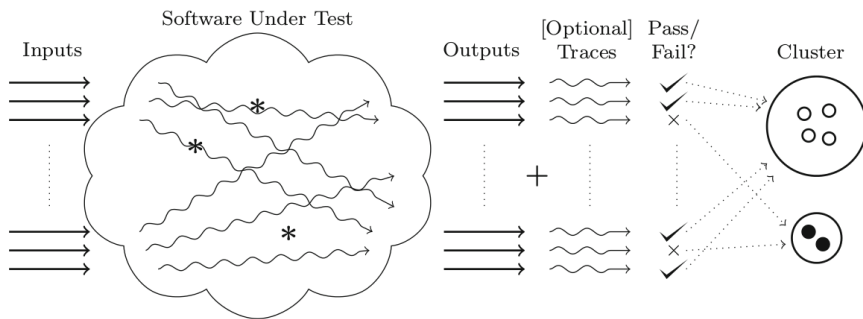 Software Under Test
Inputs
Outputs
[Optional]
Traces
Pass/
Fail?
Cluster